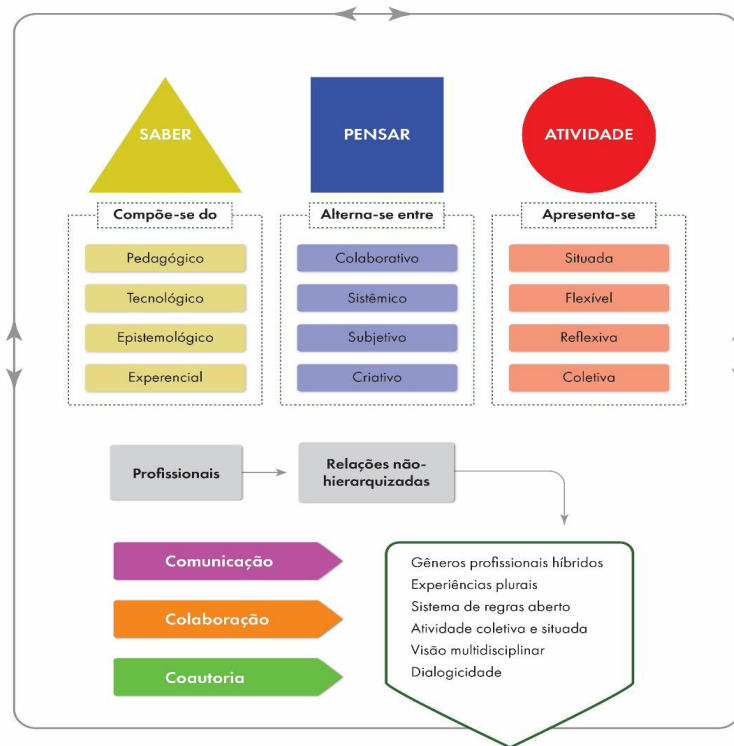 SABER
PENSAR
ATIVIDADE
Compõe-se do
Pedagógico
Tecnológico
Epistemológico
Experencial
Alterna-se entre
Colaborativo
Sistêmico
Subjetivo
Criativo
Apresenta-se
Situada
Flexível
Reflexiva
Coletiva
Profissionais
Relações não-
hierarquizadas
Comunicação
Colaboração
Coautoria
Gêneros profissionais híbridos
Experiências plurais
Sistema de regras aberto
Atividade coletiva e situada
Visão multidisciplinar
Dialogicidade